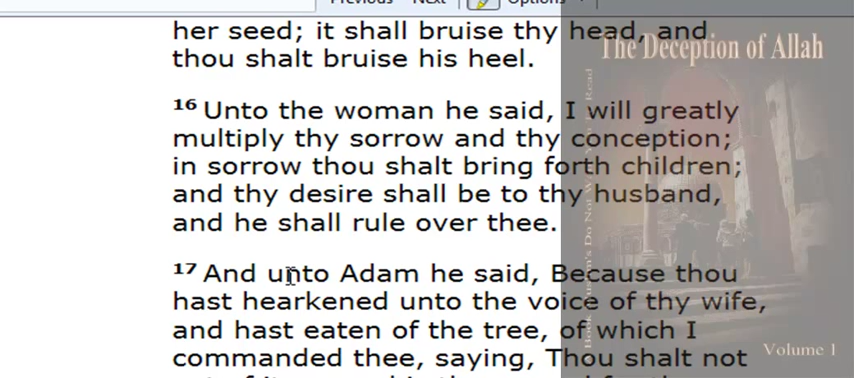 Previous Next Options
her seed; it shall bruise thy head, and
thou shalt bruise his heel.
16 Unto the woman he said, I will greatly
multiply thy sorrow and thy conception;
in sorrow thou shalt bring forth children;
and thy desire shall be to thy husband,
and he shall rule over thee.
17 And unto Adam he said, Because thou
hast hearkened unto the voice of thy wife,
and hast eaten of the tree, of which I
commanded thee, saying, Thou shalt not
The Deception of Allah
Volume 1